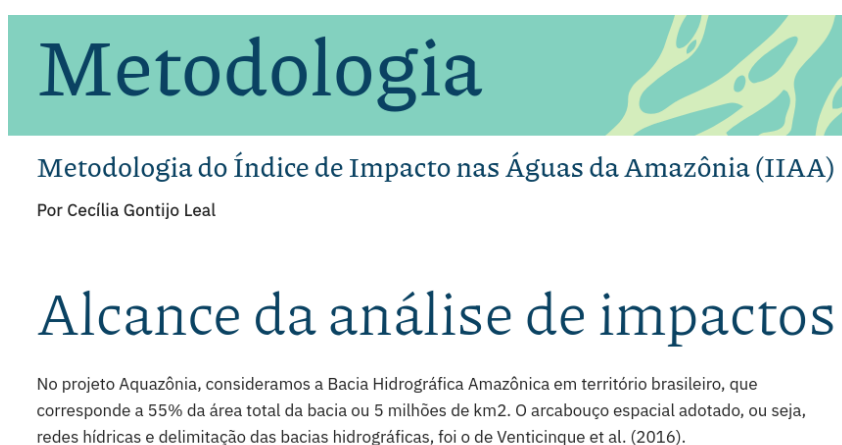 Metodologia
Metodologia do Índice de Impacto nas Águas da Amazônia (IIAA)
Por Cecília Gontijo Leal
Alcance da análise de impactos
No projeto Aquazônia, consideramos a Bacia Hidrográfica Amazônica em território brasileiro, que
corresponde a 55% da área total da bacia ou 5 milhões de km2. O arcabouço espacial adotado, ou seja,
redes hídricas e delimitação das bacias hidrográficas, foi o de Venticinque et al. (2016).